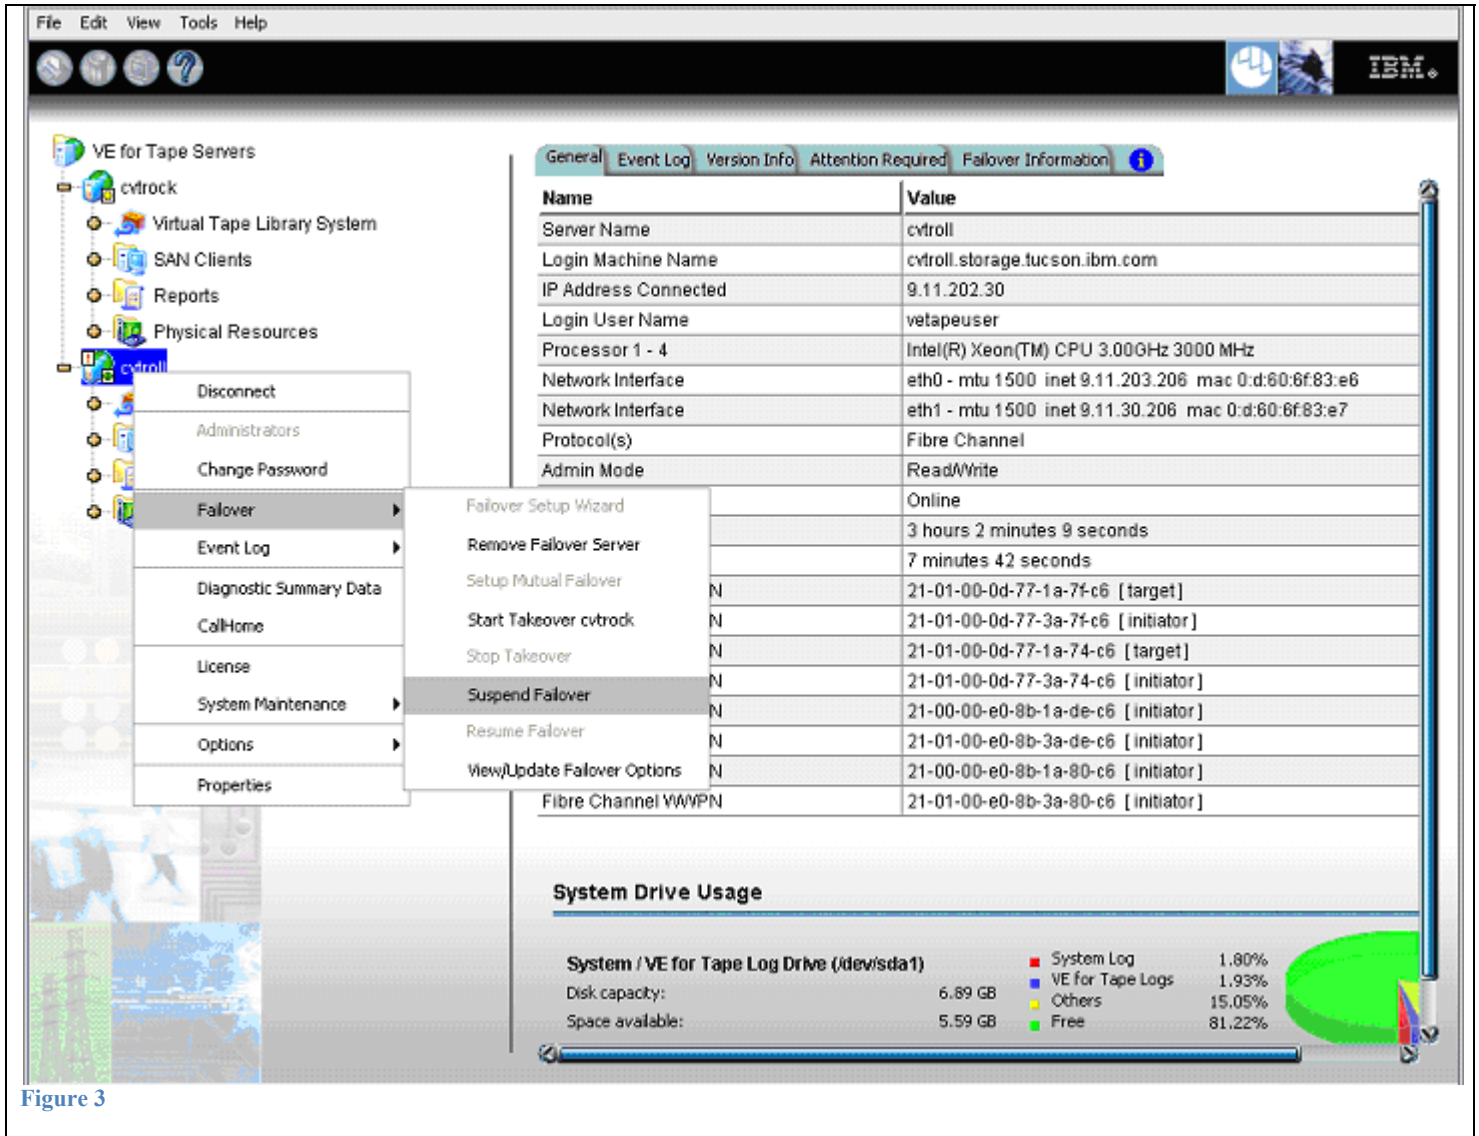 File Edit View Tools Help
IBM
VE for Tape Servers
cvtrock
Virtual Tape Library System
SAN Clients
Reports
Physical Resources
cvtroll
Disconnect
Administrators
Change Password
Failover
Event Log
Diagnostic Summary Data
CallHome
License
System Maintenance
Options
Properties
Failover Setup Wizard
Remove Failover Server
Setup Mutual Failover
Start Takeover cvtrock
Stop Takeover
Suspend Failover
Resume Failover
View/Update Failover Options
General Event Log Version Info Attention Required Failover Information
Name Value
Server Name cvtroll
Login Machine Name cvtroll.storage.tucson.ibm.com
IP Address Connected 9.11.202.30
Login User Name vetapeuser
Processor 1 - 4 Intel(R) Xeon(TM) CPU 3.00GHz 3000 MHz
Network Interface eth0 - mtu 1500 inet 9.11.203.206 mac 0:d:60:6f:83:e6
Network Interface eth1 - mtu 1500 inet 9.11.30.206 mac 0:d:60:6f:83:e7
Protocol(s) Fibre Channel
Admin Mode Read/Write
Online
3 hours 2 minutes 9 seconds
7 minutes 42 seconds
N 21-01-00-0d-77-1a-7f-c6 [target]
N 21-01-00-0d-77-3a-7f-c6 [initiator]
N 21-01-00-0d-77-1a-74-c6 [target]
N 21-01-00-0d-77-3a-74-c6 [initiator]
N 21-00-00-e0-8b-1a-de-c6 [initiator]
N 21-01-00-e0-8b-3a-de-c6 [initiator]
N 21-00-00-e0-8b-1a-80-c6 [initiator]
Fibre Channel WWPN 21-01-00-e0-8b-3a-80-c6 [initiator]
System Drive Usage
System / VE for Tape Log Drive (/dev/sda1)
Disk capacity: 6.89 GB
Space available: 5.59 GB
System Log 1.80%
VE for Tape Logs 1.93%
Others 15.05%
Free 81.22%
Figure 3